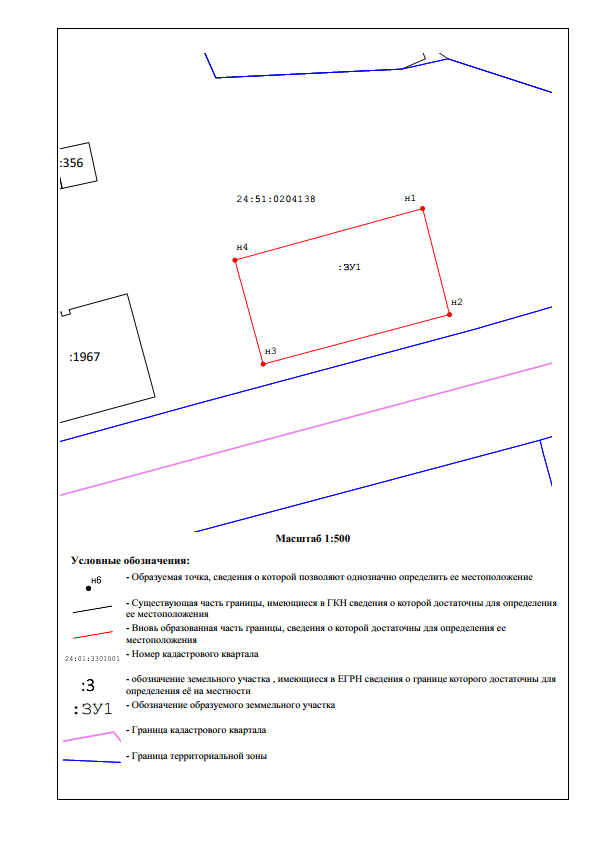 :356
24:51:0204138
н1
н4
:ЗУ1
н2
н3
:1967
Масштаб 1:500
Условные обозначения:
н6
- Образуемая точка, сведения о которой позволяют однозначно определить ее местоположение
- Существующая часть границы, имеющиеся в ГКН сведения о которой достаточны для определения
ее местоположения
- Вновь образованная часть границы, сведения о которой достаточны для определения ее
местоположения
24:01:3301001
- Номер кадастрового квартала
:3
- обозначение земельного участка , имеющиеся в ЕГРН сведения о границе которого достаточны для
определения её на местности
:ЗУ1
- Обозначение образуемого земмельного участка
- Граница кадастрового квартала
- Граница территориальной зоны